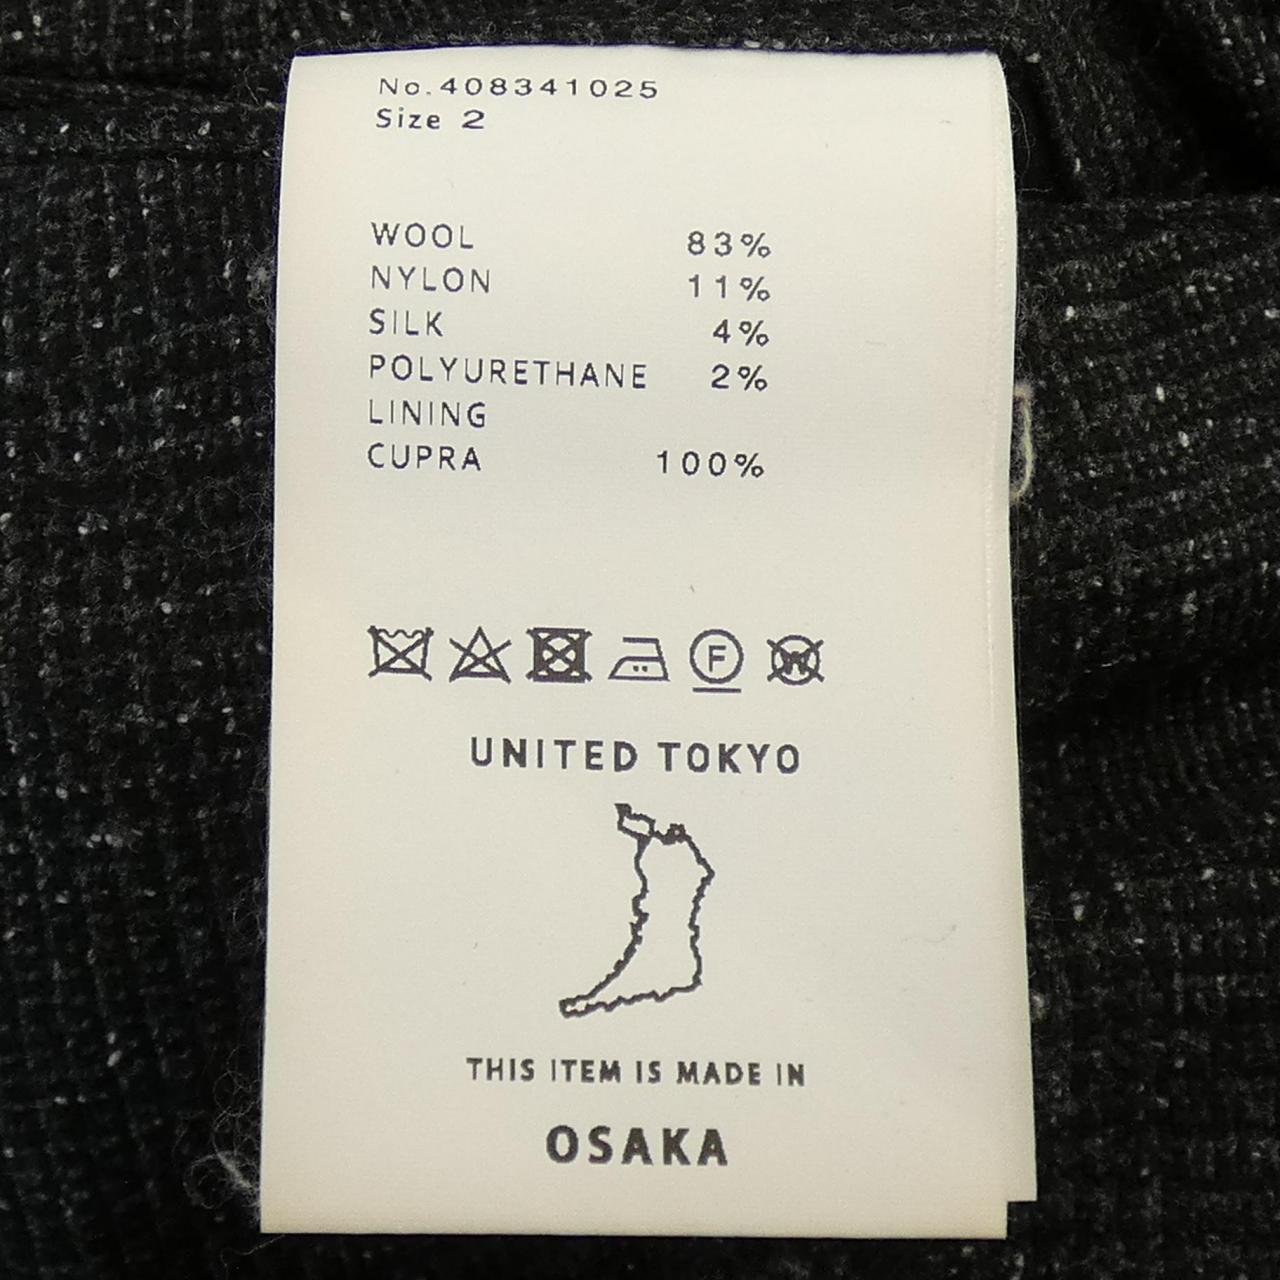 No.408341025
Size 2
WOOL 83%
NYLON 11%
SILK 4%
POLYURETHANE 2%
LINING
CUPRA 100%
F W
UNITED TOKYO
THIS ITEM IS MADE IN
OSAKA